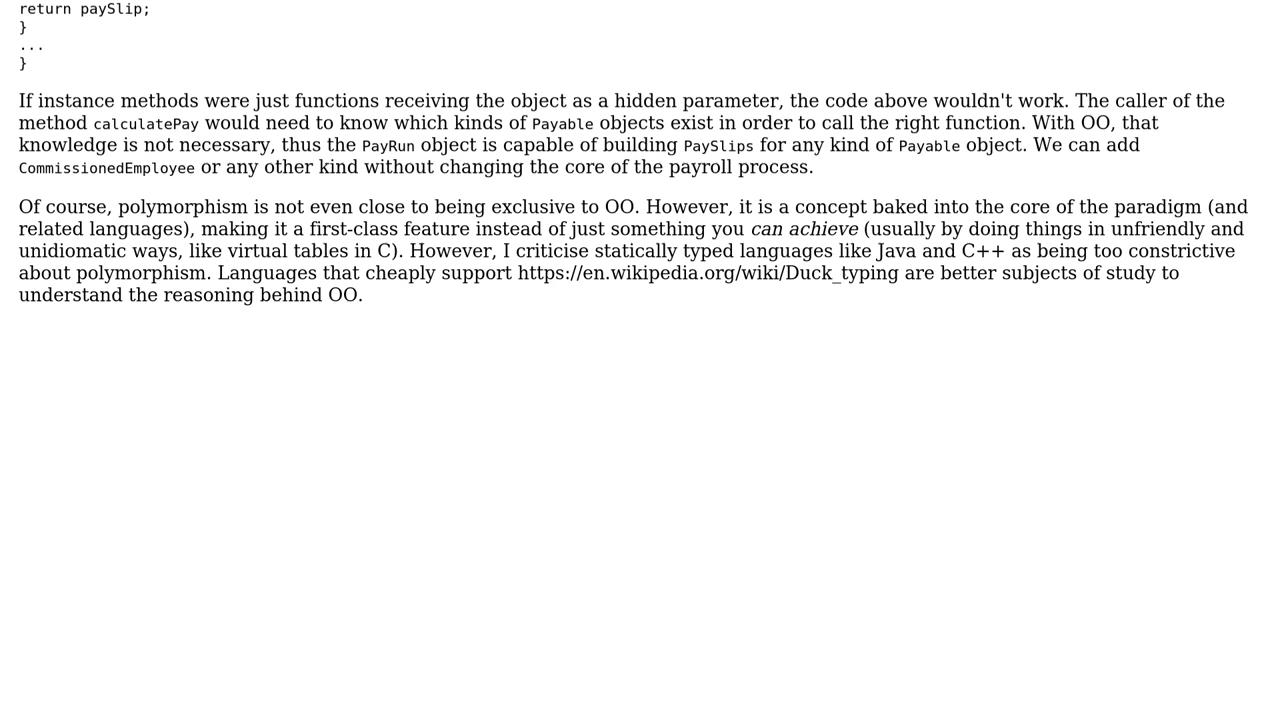 return paySlip;
}
...
}
If instance methods were just functions receiving the object as a hidden parameter, the code above wouldn't work. The caller of the
method calculatePay would need to know which kinds of Payable objects exist in order to call the right function. With OO, that
knowledge is not necessary, thus the PayRun object is capable of building PaySlips for any kind of Payable object. We can add
CommissionedEmployee or any other kind without changing the core of the payroll process.
Of course, polymorphism is not even close to being exclusive to OO. However, it is a concept baked into the core of the paradigm (and
related languages), making it a first-class feature instead of just something you can achieve (usually by doing things in unfriendly and
unidiomatic ways, like virtual tables in C). However, I criticise statically typed languages like Java and C++ as being too constrictive
about polymorphism. Languages that cheaply support https://en.wikipedia.org/wiki/Duck_typing are better subjects of study to
understand the reasoning behind OO.